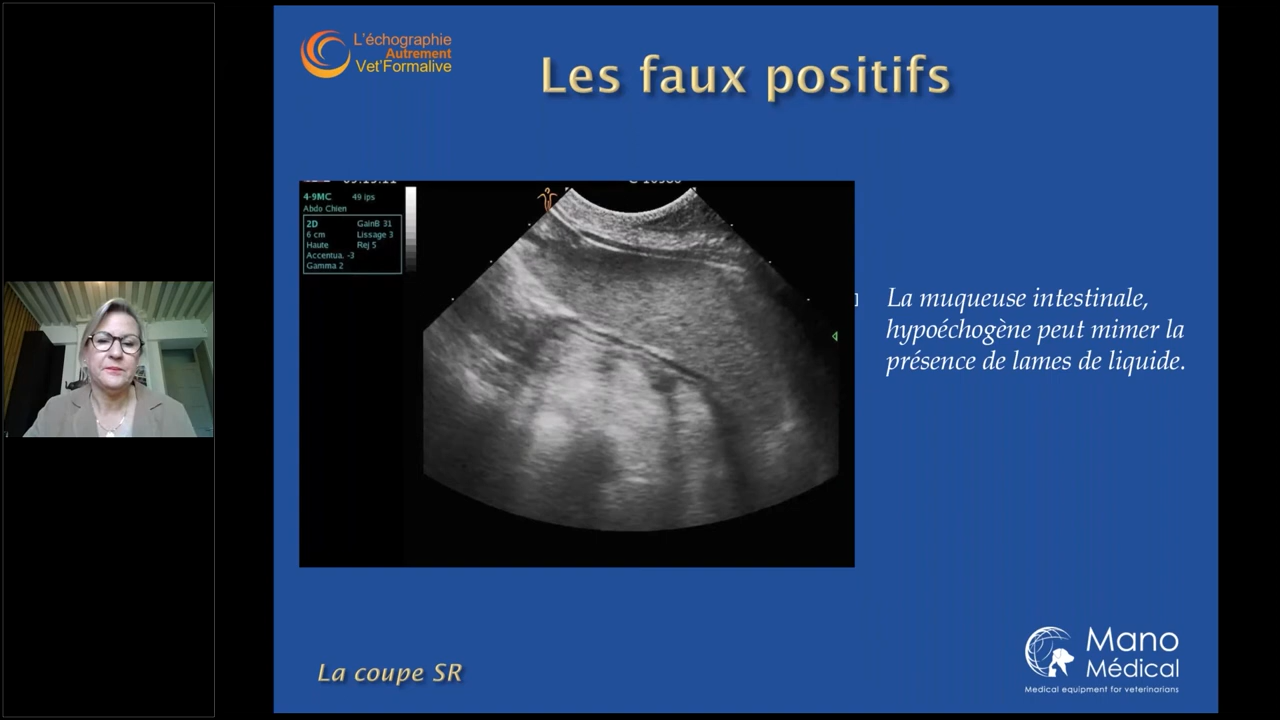 L'échographie
Autrement
Vet'Formalive
Les faux positifs
4-9MC 49 ips
Abdo Chien
2D GainB 31
6 cm Lissage 3
Haute Rej 5
Accentua. -3
Gamma 2
La muqueuse intestinale,
hypoéchogène peut mimer la
présence de lames de liquide.
La coupe SR
Mano
Médical
Medical equipment for veterinarians